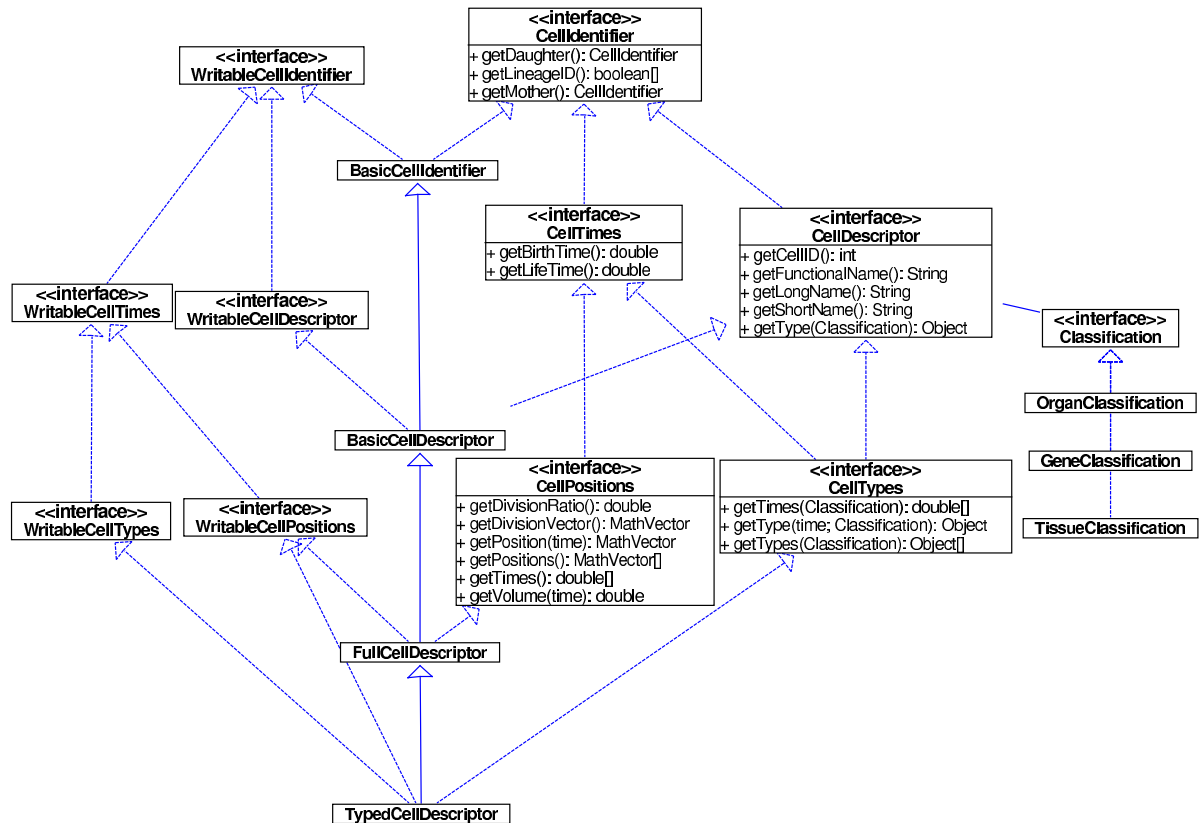 <<interface>>
CellIdentifier
+ getDaughter(): CellIdentifier
+ getLineageID(): boolean[]
+ getMother(): CellIdentifier
<<interface>>
WritableCellIdentifier
BasicCellIdentifier
<<interface>>
CellTimes
+ getBirthTime(): double
+ getLifeTime(): double
<<interface>>
CellDescriptor
+ getCellID(): int
+ getFunctionalName(): String
+ getLongName(): String
+ getShortName(): String
+ getType(Classification): Object
<<interface>>
WritableCellTimes
<<interface>>
WritableCellDescriptor
<<interface>>
Classification
OrganClassification
GeneClassification
TissueClassification
BasicCellDescriptor
<<interface>>
CellPositions
+ getDivisionRatio(): double
+ getDivisionVector(): MathVector
+ getPosition(time): MathVector
+ getPositions(): MathVector[]
+ getTimes(): double[]
+ getVolume(time): double
<<interface>>
CellTypes
+ getTimes(Classification): double[]
+ getType(time; Classification): Object
+ getTypes(Classification): Object[]
<<interface>>
WritableCellTypes
<<interface>>
WritableCellPositions
FullCellDescriptor
TypedCellDescriptor